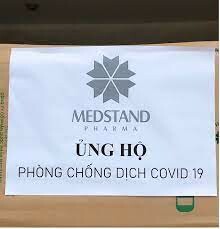 MEDSTAND
PHARMA
ỦNG HỘ
PHÒNG CHỐNG DỊCH COVID 19